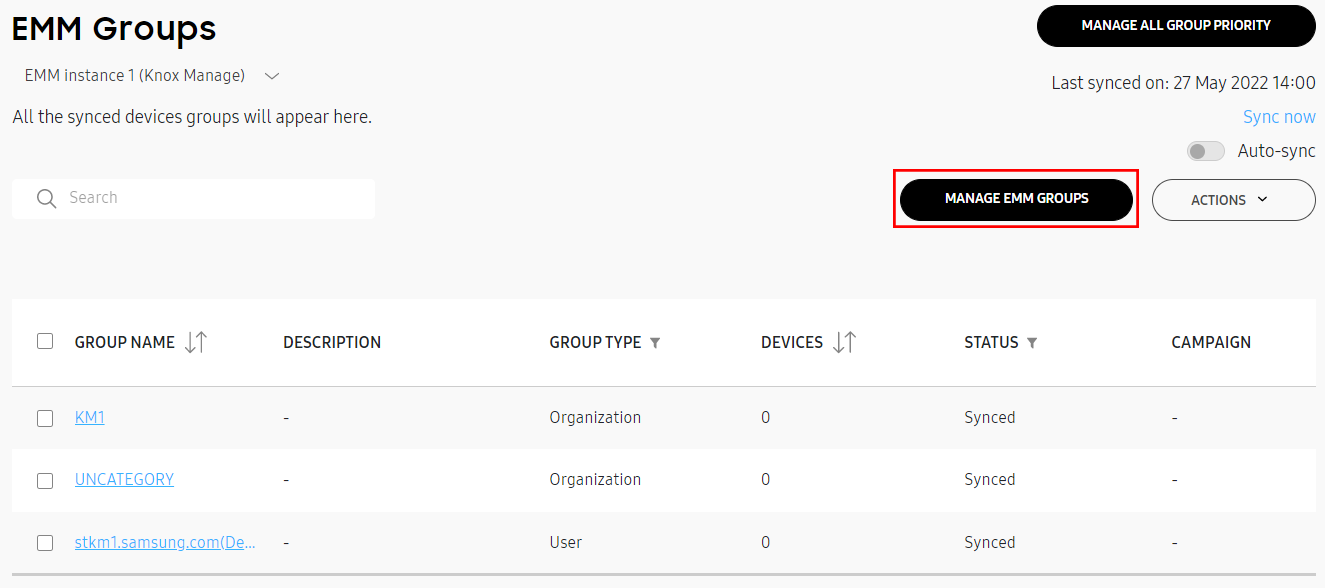 EMM Groups
MANAGE ALL GROUP PRIORITY
EMM instance 1 (Knox Manage)
Last synced on: 27 May 2022 14:00
All the synced devices groups will appear here.
Sync now
Auto-sync
Search
MANAGE EMM GROUPS
ACTIONS
GROUP NAME DESCRIPTION GROUP TYPE DEVICES STATUS CAMPAIGN
KM1 - Organization 0 Synced -
UNCATEGORY - Organization 0 Synced -
stkm1.samsung.com(De... - User 0 Synced -